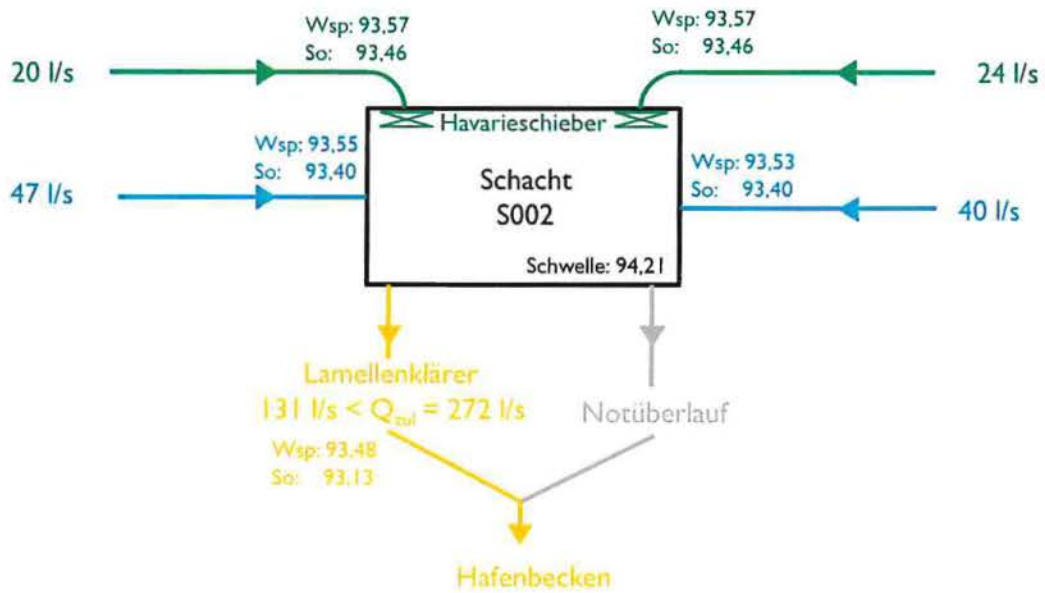 Wsp: 93,57
So: 93,46
Wsp: 93,57
So: 93,46
20 l/s
24 l/s
Havarieschieber
Wsp: 93,55
So: 93,40
Wsp: 93,53
So: 93,40
47 l/s
Schacht
S002
40 l/s
Schwelle: 94,21
Lamellenklärer
131 l/s < Qzul = 272 l/s
Notüberlauf
Wsp: 93,48
So: 93,13
Hafenbecken